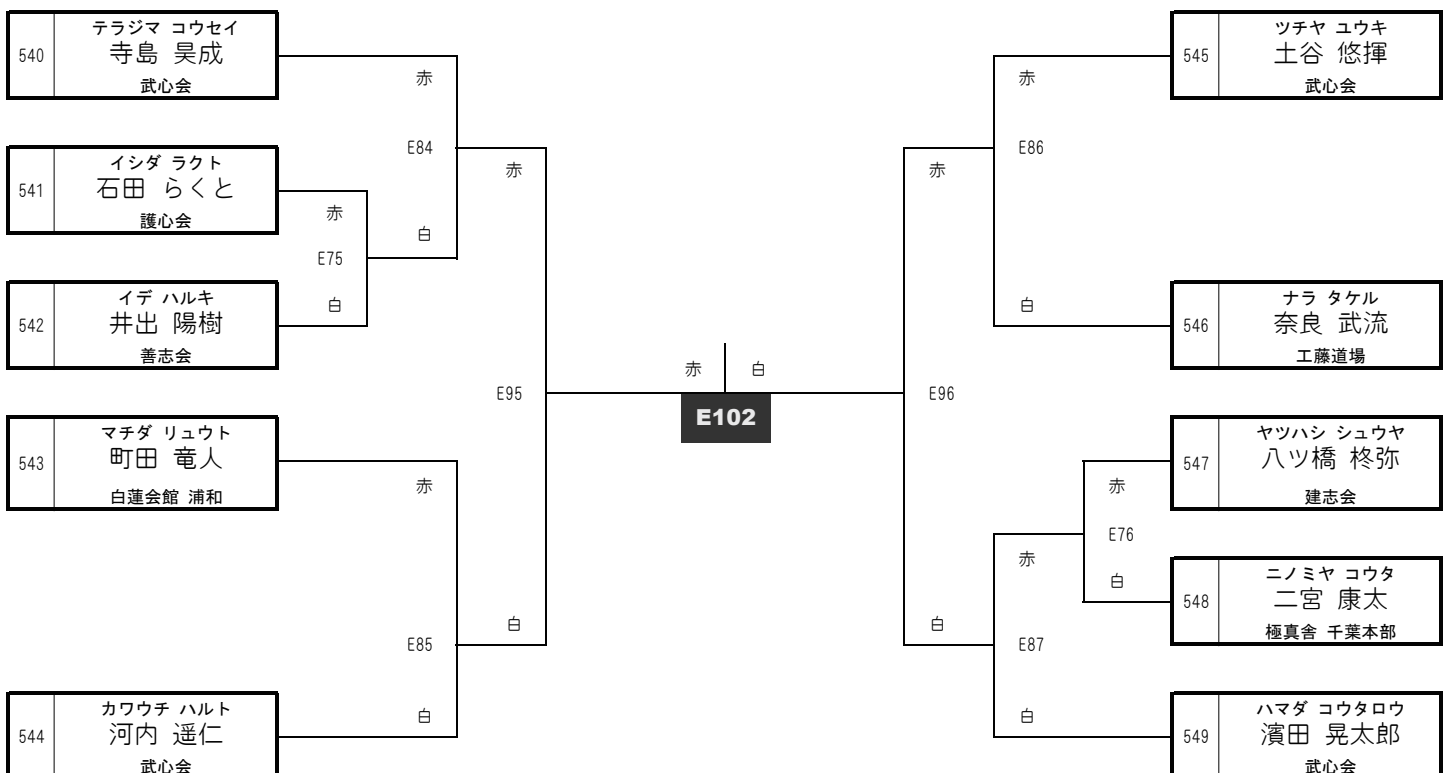 540
テラジマ コウセイ
寺島 昊成
武心会
541
イシダ ラクト
石田 らくと
護心会
542
イデ ハルキ
井出 陽樹
善志会
543
マチダ リュウト
町田 竜人
白蓮会館 浦和
544
カワウチ ハルト
河内 遥仁
武心会
赤
E75
白
赤
E84
白
赤
E85
白
赤
E95
白
赤 白
E102
赤
E96
白
赤
E86
白
赤
E87
白
赤
E76
白
545
ツチヤ ユウキ
土谷 悠揮
武心会
546
ナラ タケル
奈良 武流
工藤道場
547
ヤツハシ シュウヤ
八ツ橋 柊弥
建志会
548
ニノミヤ コウタ
二宮 康太
極真舎 千葉本部
549
ハマダ コウタロウ
濱田 晃太郎
武心会